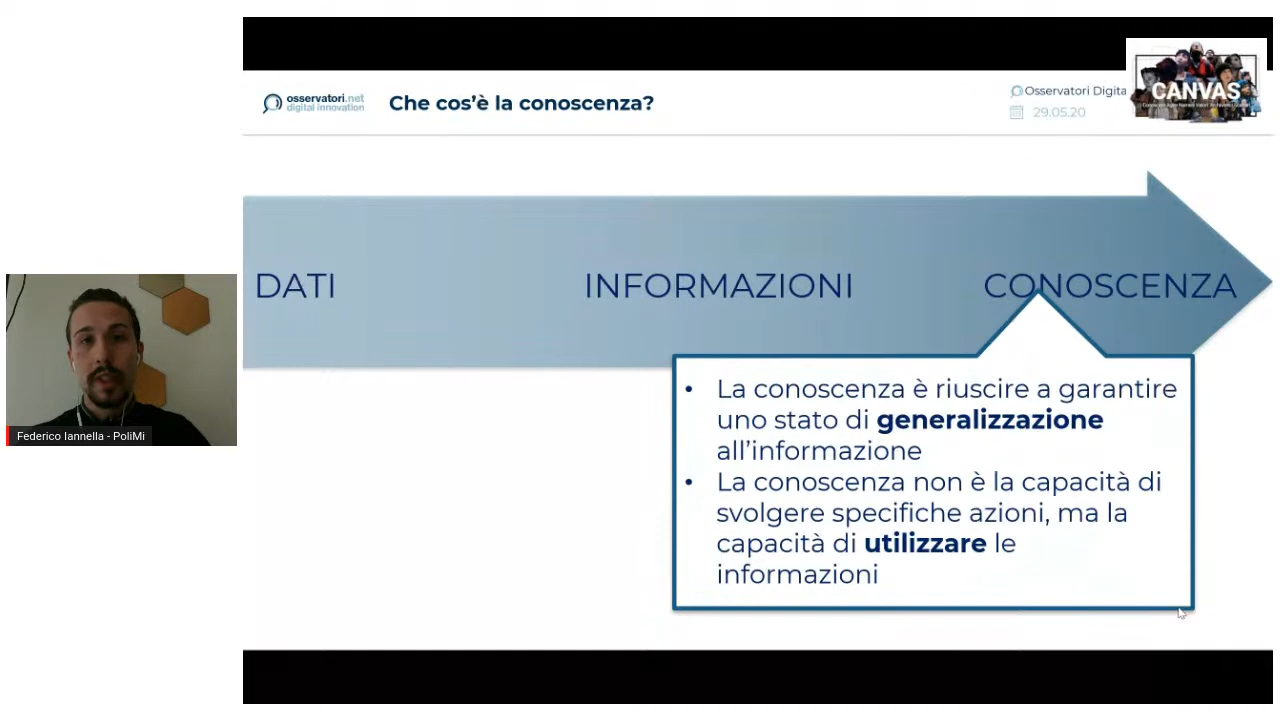 osservatori.net
digital innovation
Che cos'è la conoscenza?
Osservatori Digita
29.05.20
CANVAS
DATI
INFORMAZIONI
CONOSCENZA
• La conoscenza è riuscire a garantire
uno stato di generalizzazione
all'informazione
• La conoscenza non è la capacità di
svolgere specifiche azioni, ma la
capacità di utilizzare le
informazioni
Federico Iannella - PoliMi